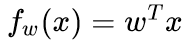 f_w(x) = w^T x